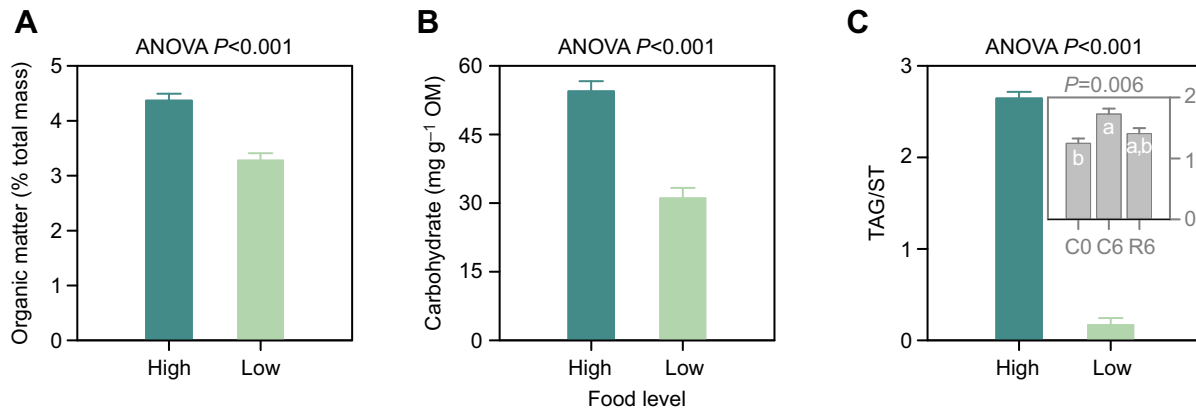 A
ANOVA P<0.001
Organic matter (% total mass)
5
4
3
2
1
0
High
Low
B
ANOVA P<0.001
Carbohydrate (mg g⁻¹ OM)
60
45
30
15
0
High
Low
Food level
C
ANOVA P<0.001
TAG/ST
3
2
1
0
High
Low
P=0.006
2
1
0
b
a
a,b
C0 C6 R6